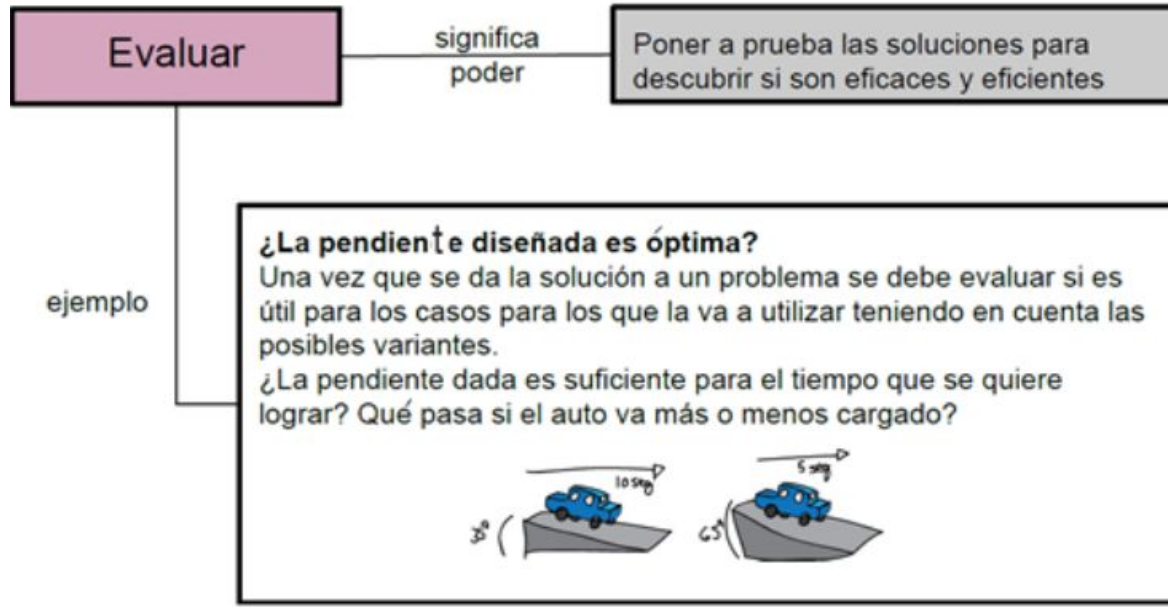 Evaluar
significa
poder
Poner a prueba las soluciones para
descubrir si son eficaces y eficientes
ejemplo
¿La pendiente diseñada es óptima?
Una vez que se da la solución a un problema se debe evaluar si es
útil para los casos para los que la va a utilizar teniendo en cuenta las
posibles variantes.
¿La pendiente dada es suficiente para el tiempo que se quiere
lograr? Qué pasa si el auto va más o menos cargado?
10 seg
5 seg
30°
63°